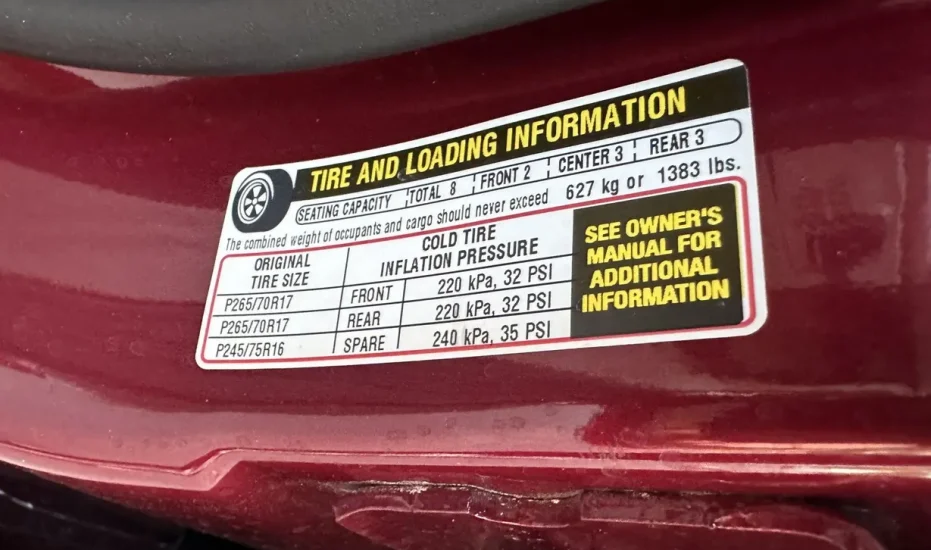 TIRE AND LOADING INFORMATION
SEATING CAPACITY TOTAL 8 FRONT 2 CENTER 3 REAR 3
The combined weight of occupants and cargo should never exceed 627 kg or 1383 lbs.
ORIGINAL TIRE SIZE
COLD TIRE INFLATION PRESSURE
P265/70R17 FRONT 220 kPa, 32 PSI
P265/70R17 REAR 220 kPa, 32 PSI
P245/75R16 SPARE 240 kPa, 35 PSI
SEE OWNER'S
MANUAL FOR
ADDITIONAL
INFORMATION